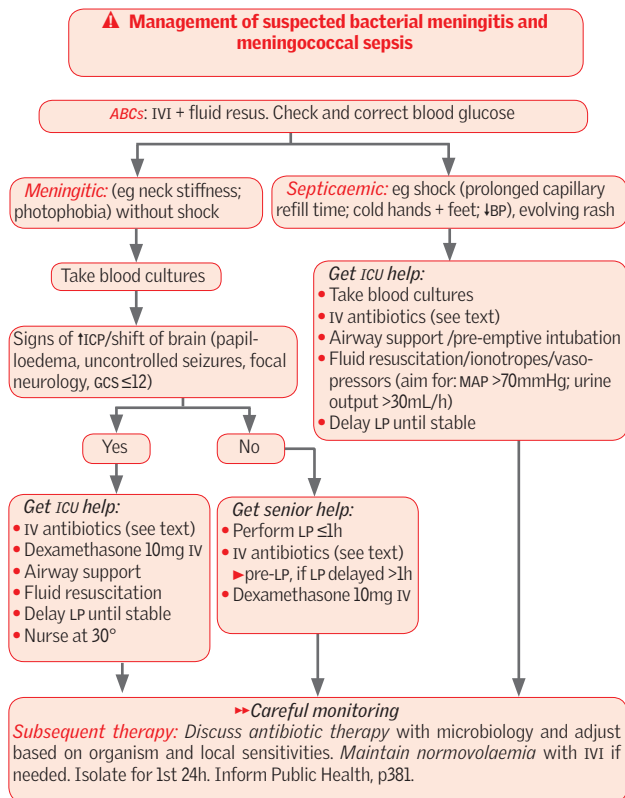 ⚠ Management of suspected bacterial meningitis and
meningococcal sepsis
ABCs: IVI + fluid resus. Check and correct blood glucose
Meningitic: (eg neck stiffness;
photophobia) without shock
Septicaemic: eg shock (prolonged capillary
refill time; cold hands + feet; ↓BP), evolving rash
Take blood cultures
Signs of ↑ICP/shift of brain (papil-
loedema, uncontrolled seizures, focal
neurology, GCS ≤12)
Get ICU help:
• Take blood cultures
• IV antibiotics (see text)
• Airway support /pre-emptive intubation
• Fluid resuscitation/ionotropes/vaso-
pressors (aim for: MAP >70mmHg; urine
output >30mL/h)
• Delay LP until stable
Yes
No
Get ICU help:
• IV antibiotics (see text)
• Dexamethasone 10mg IV
• Airway support
• Fluid resuscitation
• Delay LP until stable
• Nurse at 30°
Get senior help:
• Perform LP ≤1h
• IV antibiotics (see text)
►pre-LP, if LP delayed >1h
• Dexamethasone 10mg IV
►►Careful monitoring
Subsequent therapy: Discuss antibiotic therapy with microbiology and adjust
based on organism and local sensitivities. Maintain normovolaemia with IVI if
needed. Isolate for 1st 24h. Inform Public Health, p381.